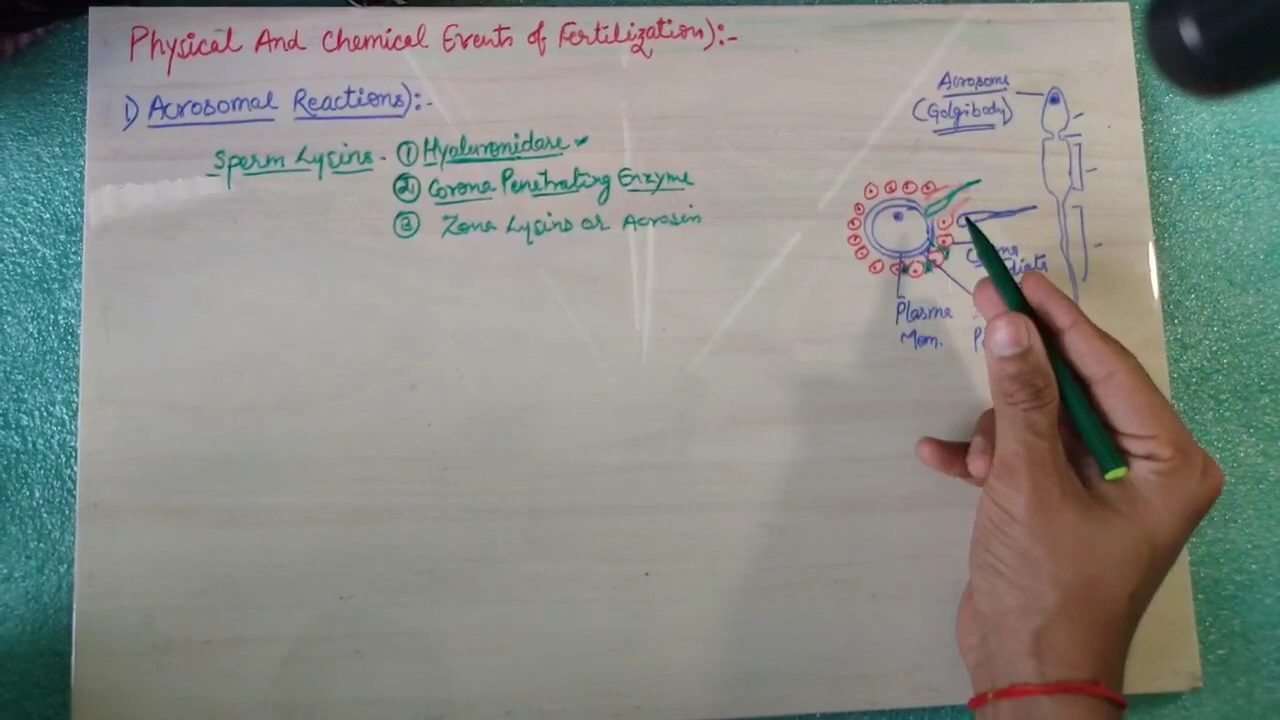 Physical And Chemical Events of Fertilization):-
1) Acrosomal Reactions):-
Sperm Lysins - ① Hyaluronidase
② Corona Penetrating Enzyme
③ Zona Lysins or Acrosin
Acrosome
(Golgibody)
Plasma
Mem.